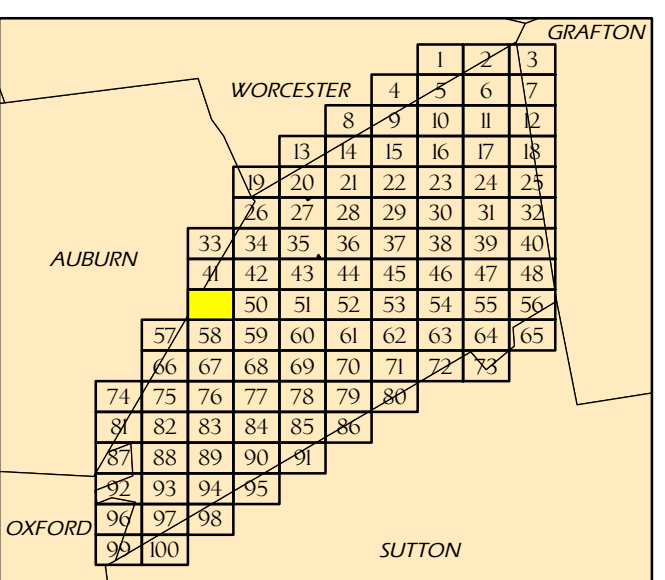 GRAFTON
1 2 3
WORCESTER 4 5 6 7
8 9 10 11 12
13 14 15 16 17 18
19 20 21 22 23 24 25
26 27 28 29 30 31 32
33 34 35 36 37 38 39 40
AUBURN
41 42 43 44 45 46 47 48
50 51 52 53 54 55 56
57 58 59 60 61 62 63 64 65
66 67 68 69 70 71 72 73
74 75 76 77 78 79 80
81 82 83 84 85 86
87 88 89 90 91
92 93 94 95
OXFORD 96 97 98
99 100 SUTTON